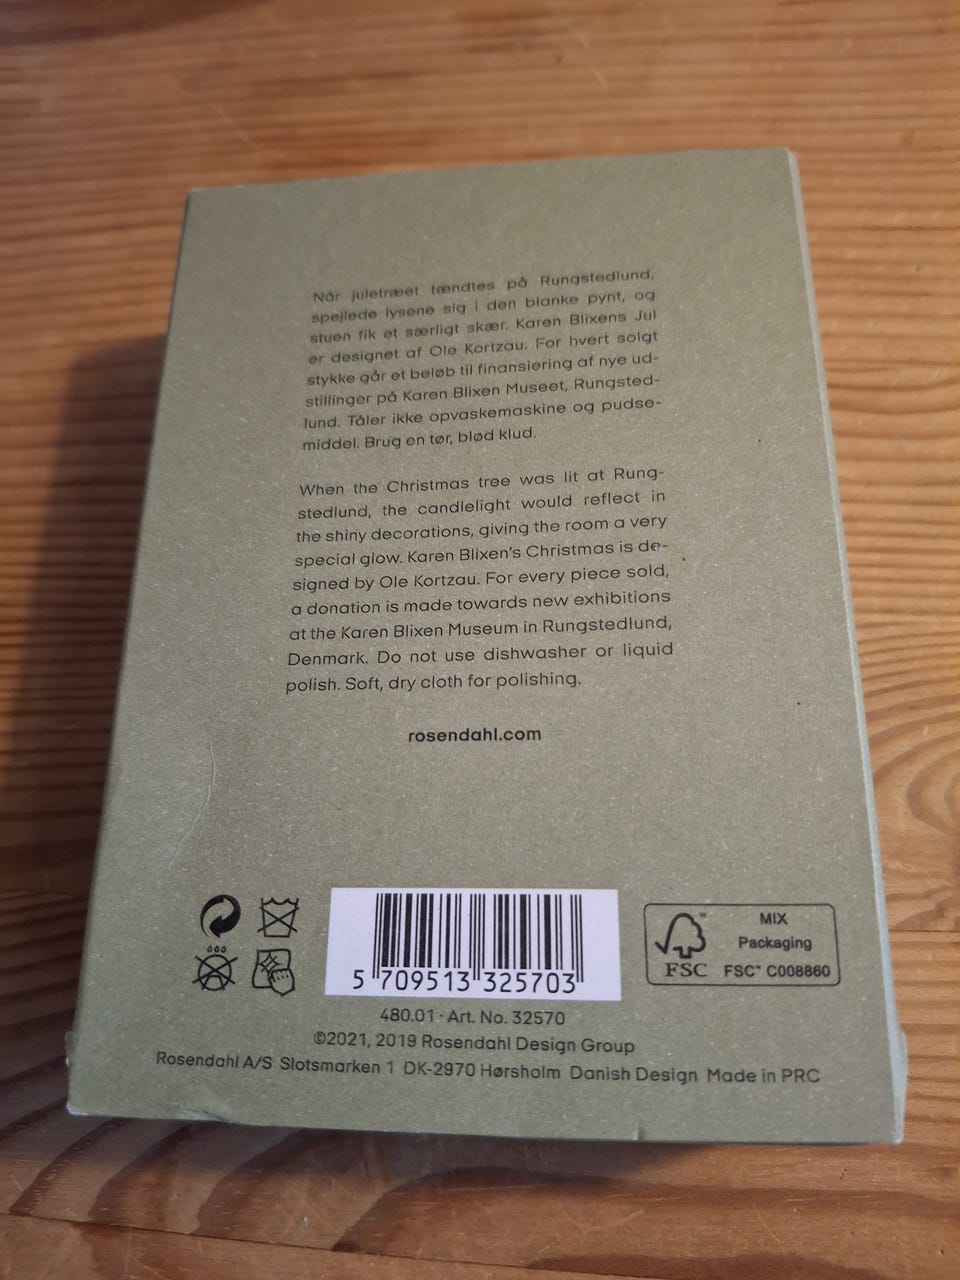 Når juletræet tændtes på Rungstedlund,
spejlede lysene sig i den blanke pynt, og
stuen fik et særligt skær. Karen Blixens Jul
er designet af Ole Kortzau. For hvert solgt
stykke går et beløb til finansiering af nye ud-
stillinger på Karen Blixen Museet, Rungsted-
lund. Tåler ikke opvaskemaskine og pudse-
middel. Brug en tør, blød klud.
When the Christmas tree was lit at Rung-
stedlund, the candlelight would reflect in
the shiny decorations, giving the room a very
special glow. Karen Blixen's Christmas is de-
signed by Ole Kortzau. For every piece sold,
a donation is made towards new exhibitions
at the Karen Blixen Museum in Rungstedlund,
Denmark. Do not use dishwasher or liquid
polish. Soft, dry cloth for polishing.
rosendahl.com
5 709513 325703
FSC™
MIX
Packaging
FSC™ C008860
480.01 · Art. No. 32570
©2021, 2019 Rosendahl Design Group
Rosendahl A/S Slotsmarken 1 DK-2970 Hørsholm Danish Design Made in PRC